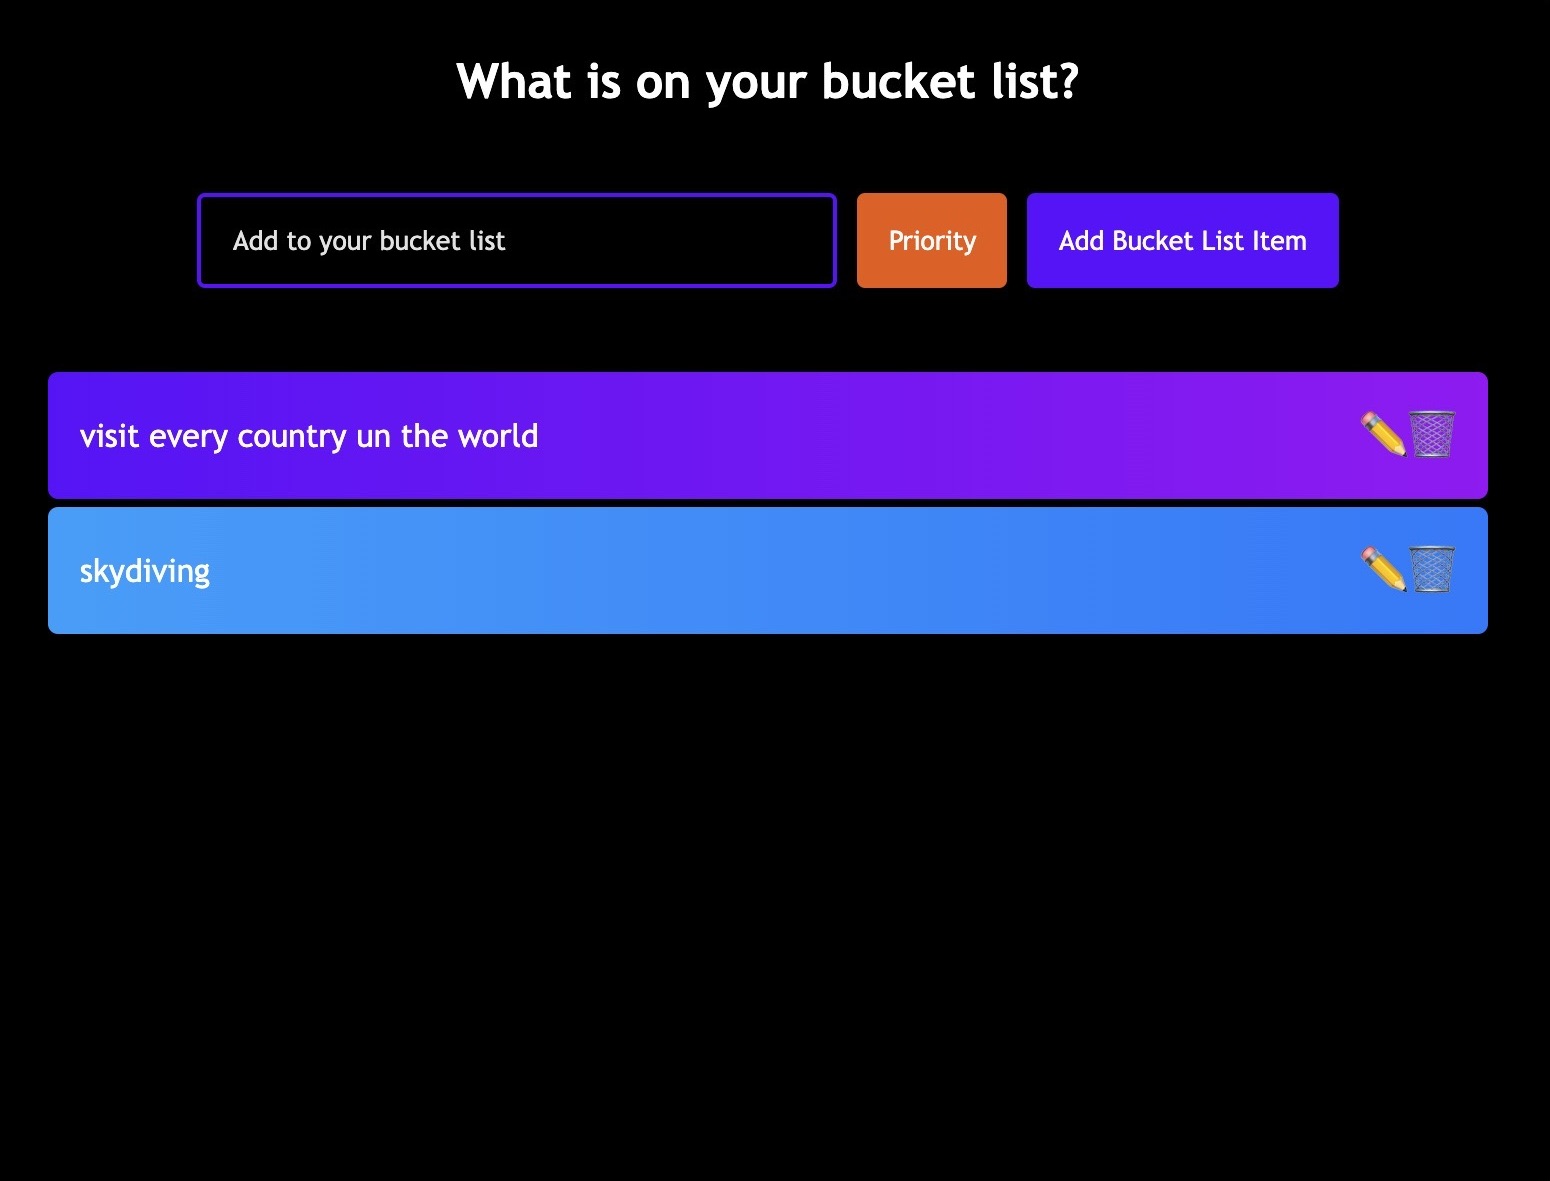 What is on your bucket list?
Add to your bucket list
Priority
Add Bucket List Item
visit every country un the world
skydiving